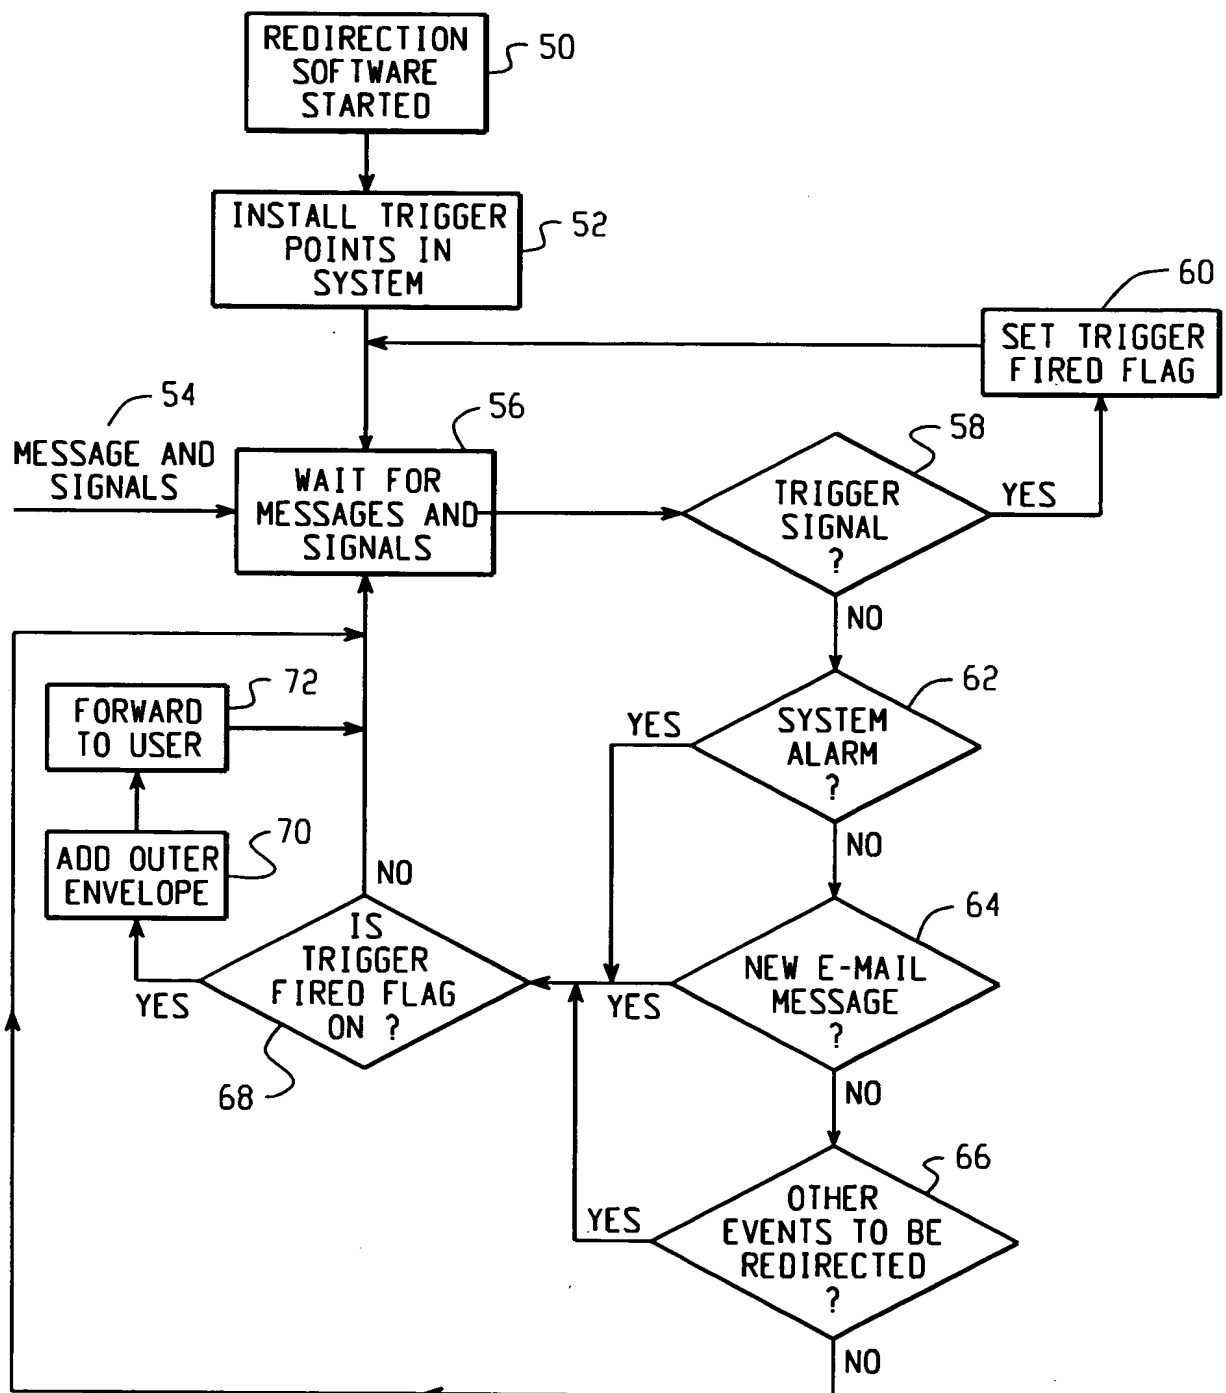 REDIRECTION
SOFTWARE
STARTED
50
INSTALL TRIGGER
POINTS IN
SYSTEM
52
60
SET TRIGGER
FIRED FLAG
54
MESSAGE AND
SIGNALS
56
WAIT FOR
MESSAGES AND
SIGNALS
58
TRIGGER
SIGNAL
?
YES
NO
62
SYSTEM
ALARM
?
YES
NO
72
FORWARD
TO USER
70
ADD OUTER
ENVELOPE
NO
IS
TRIGGER
FIRED FLAG
ON ?
YES
68
64
NEW E-MAIL
MESSAGE
?
YES
NO
66
OTHER
EVENTS TO BE
REDIRECTED
?
YES
NO